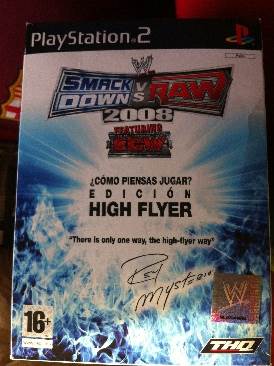 PlayStation 2
SMACK DOWN VS RAW
2008
FEATURING
ECW
¿CÓMO PIENSAS JUGAR?
EDICIÓN
HIGH FLYER
"There is only one way, the high-flyer way"
Rey
Mysterio
16+
THQ